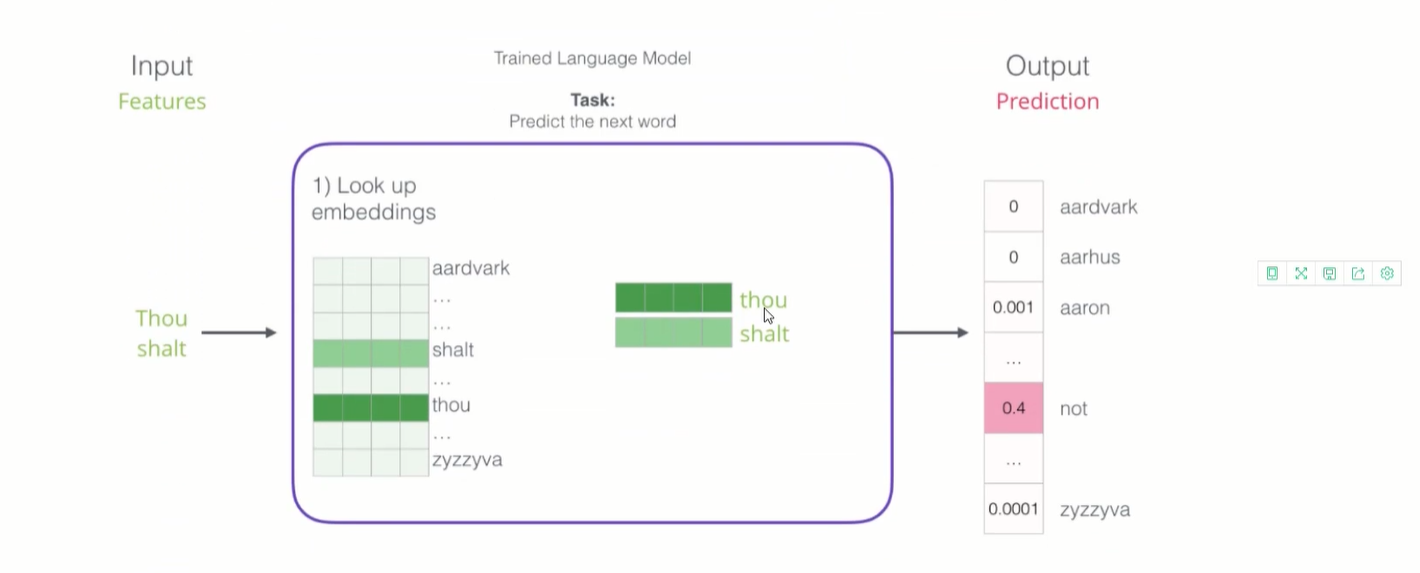 Input
Features
Trained Language Model
Task:
Predict the next word
Output
Prediction
Thou
shalt
1) Look up
embeddings
aardvark
...
...
shalt
...
thou
...
zyzzyva
thou
shalt
0 aardvark
0 aarhus
0.001 aaron
...
0.4 not
...
0.0001 zyzzyva